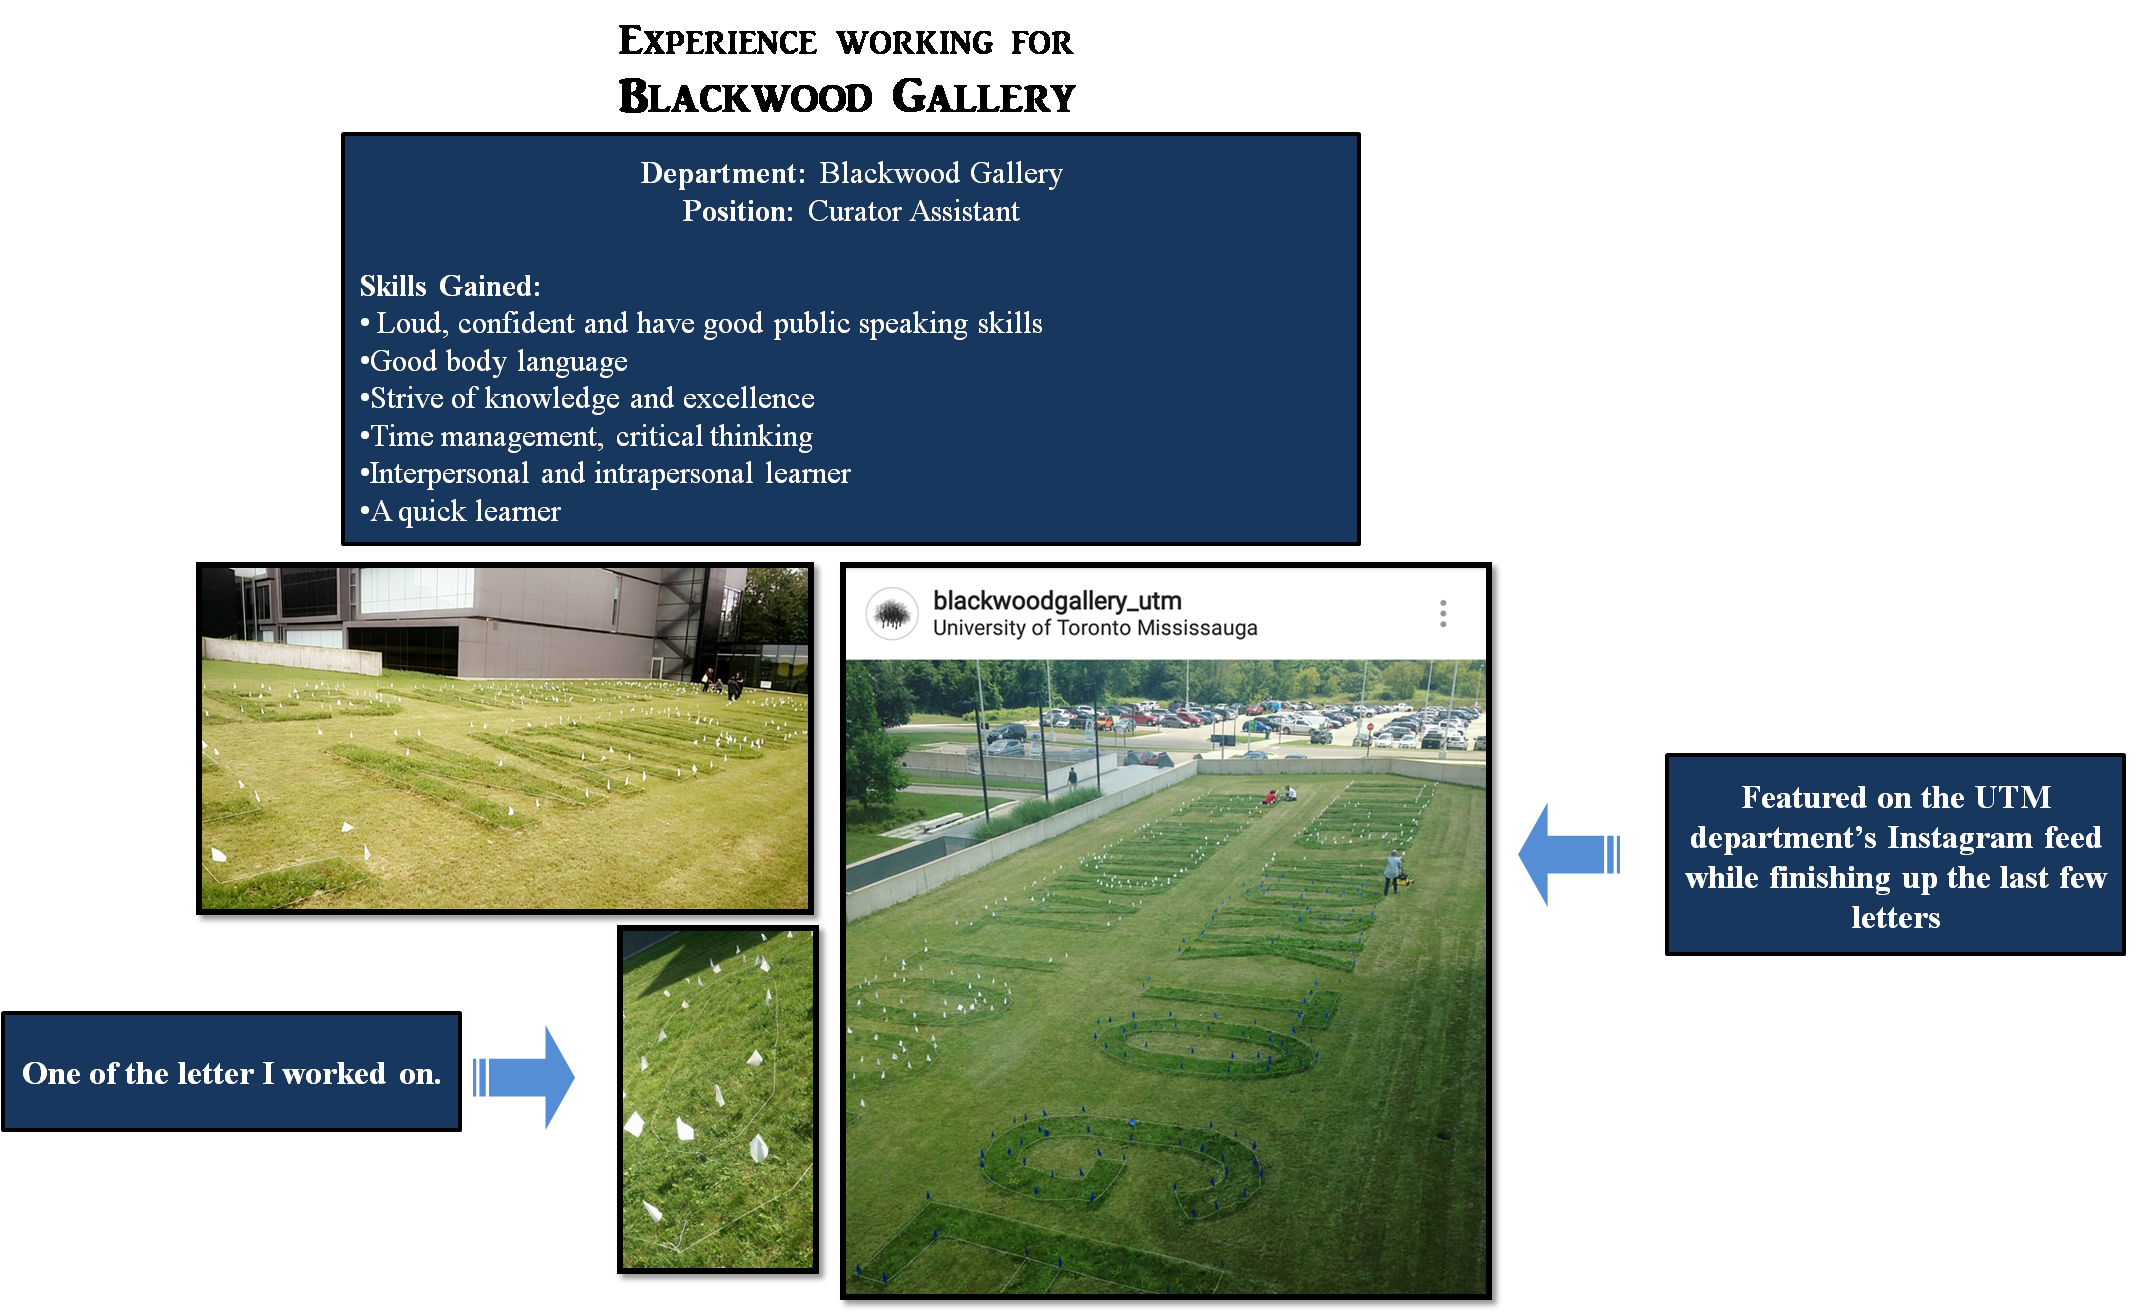 EXPERIENCE WORKING FOR
BLACKWOOD GALLERY
Department: Blackwood Gallery
Position: Curator Assistant
Skills Gained:
• Loud, confident and have good public speaking skills
•Good body language
•Strive of knowledge and excellence
•Time management, critical thinking
•Interpersonal and intrapersonal learner
•A quick learner
blackwoodgallery_utm
University of Toronto Mississauga
Featured on the UTM
department’s Instagram feed
while finishing up the last few
letters
One of the letter I worked on.